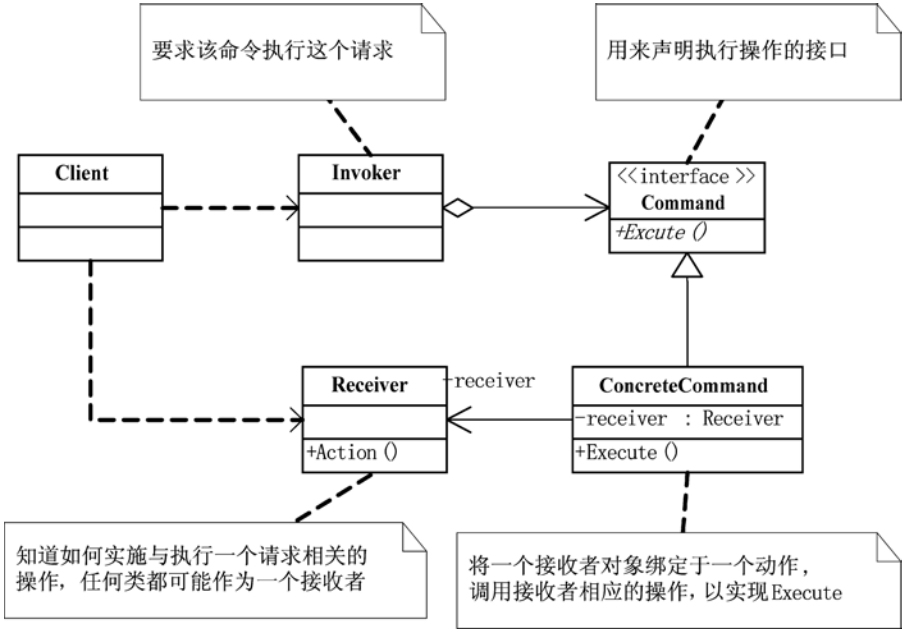 要求该命令执行这个请求
用来声明执行操作的接口
Client
Invoker
<<interface >>
Command
+Excute ()
Receiver
-receiver
ConcreteCommand
-receiver : Receiver
+Action ()
+Execute ()
知道如何实施与执行一个请求相关的
操作，任何类都可能作为一个接收者
将一个接收者对象绑定于一个动作，
调用接收者相应的操作，以实现Execute